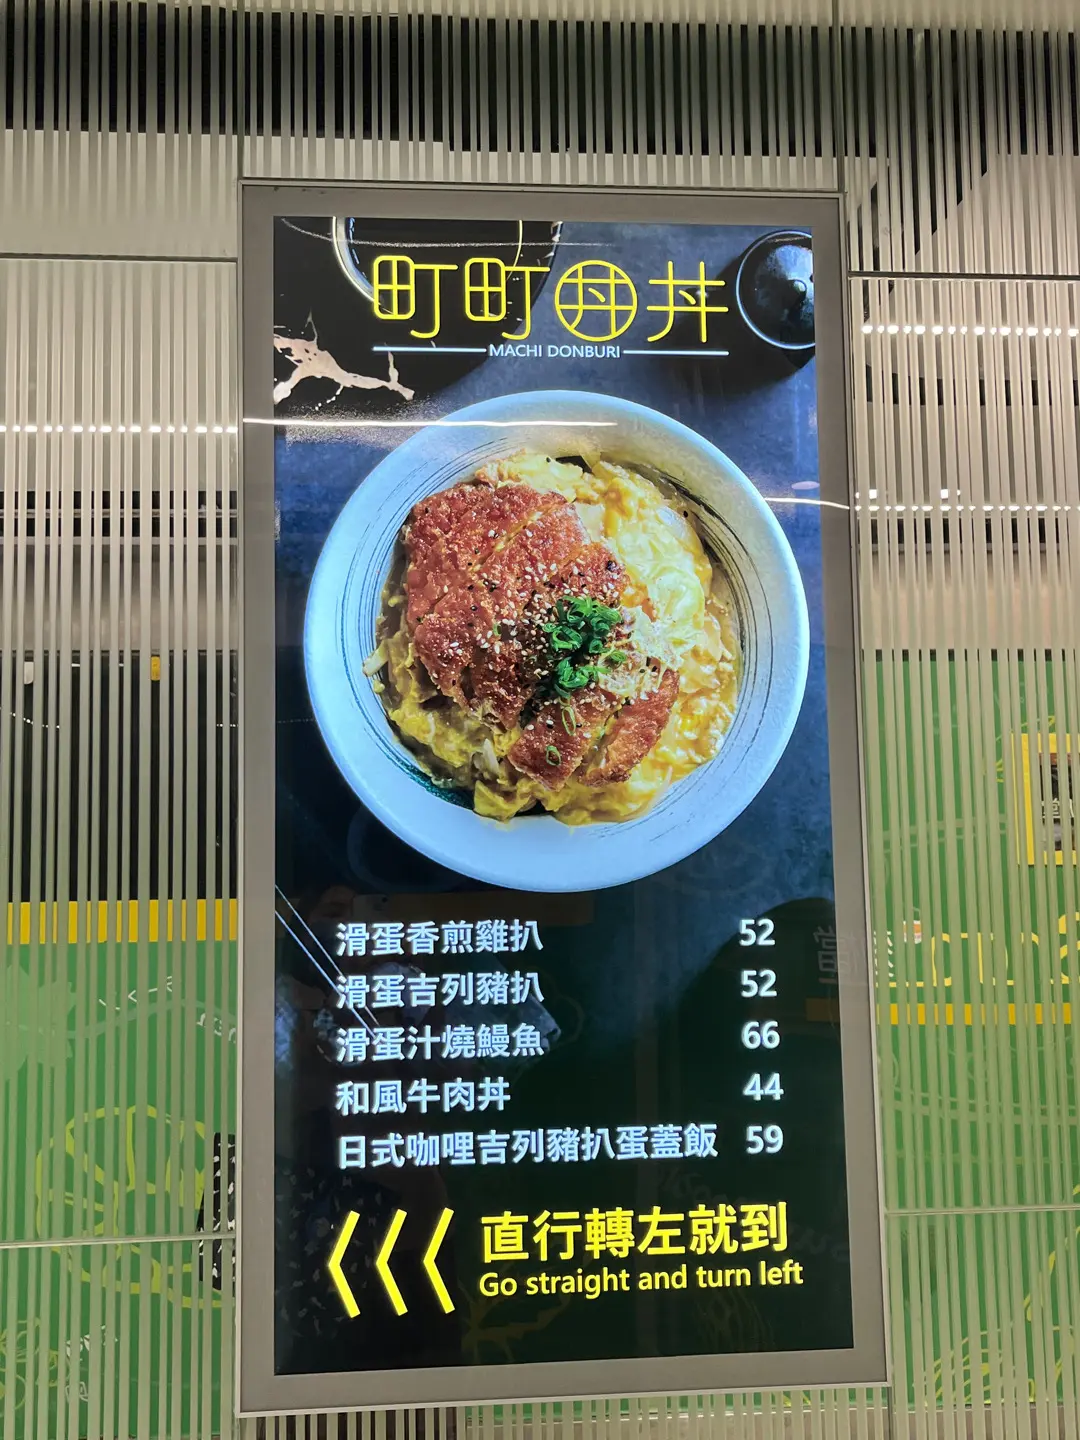 町町丼丼
MACHI DONBURI
滑蛋香煎雞扒 52
滑蛋吉列豬扒 52
滑蛋汁燒鰻魚 66
和風牛肉丼 44
日式咖哩吉列豬扒蛋蓋飯 59
直行轉左就到
Go straight and turn left